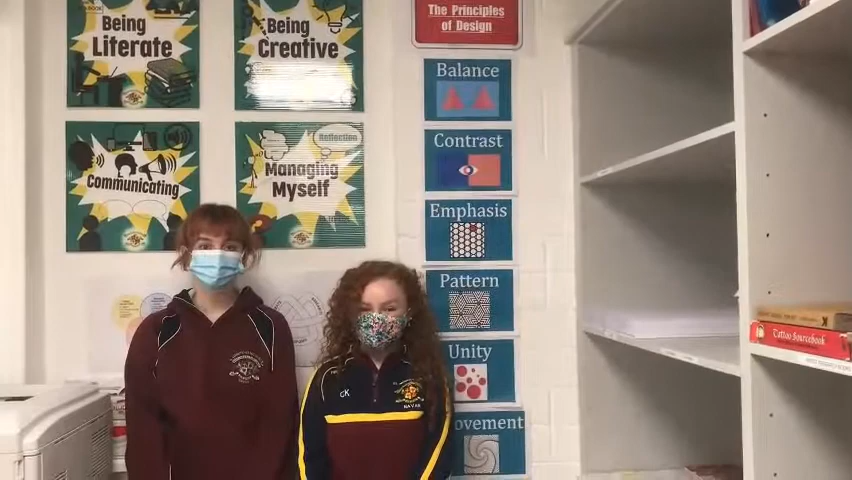 Being
Literate
Being
Creative
Communicating
Reflection
Managing
Myself
The Principles
of Design
Balance
Contrast
Emphasis
Pattern
Unity
ovement
CK
NAVAN
Tattoo Sourcebook